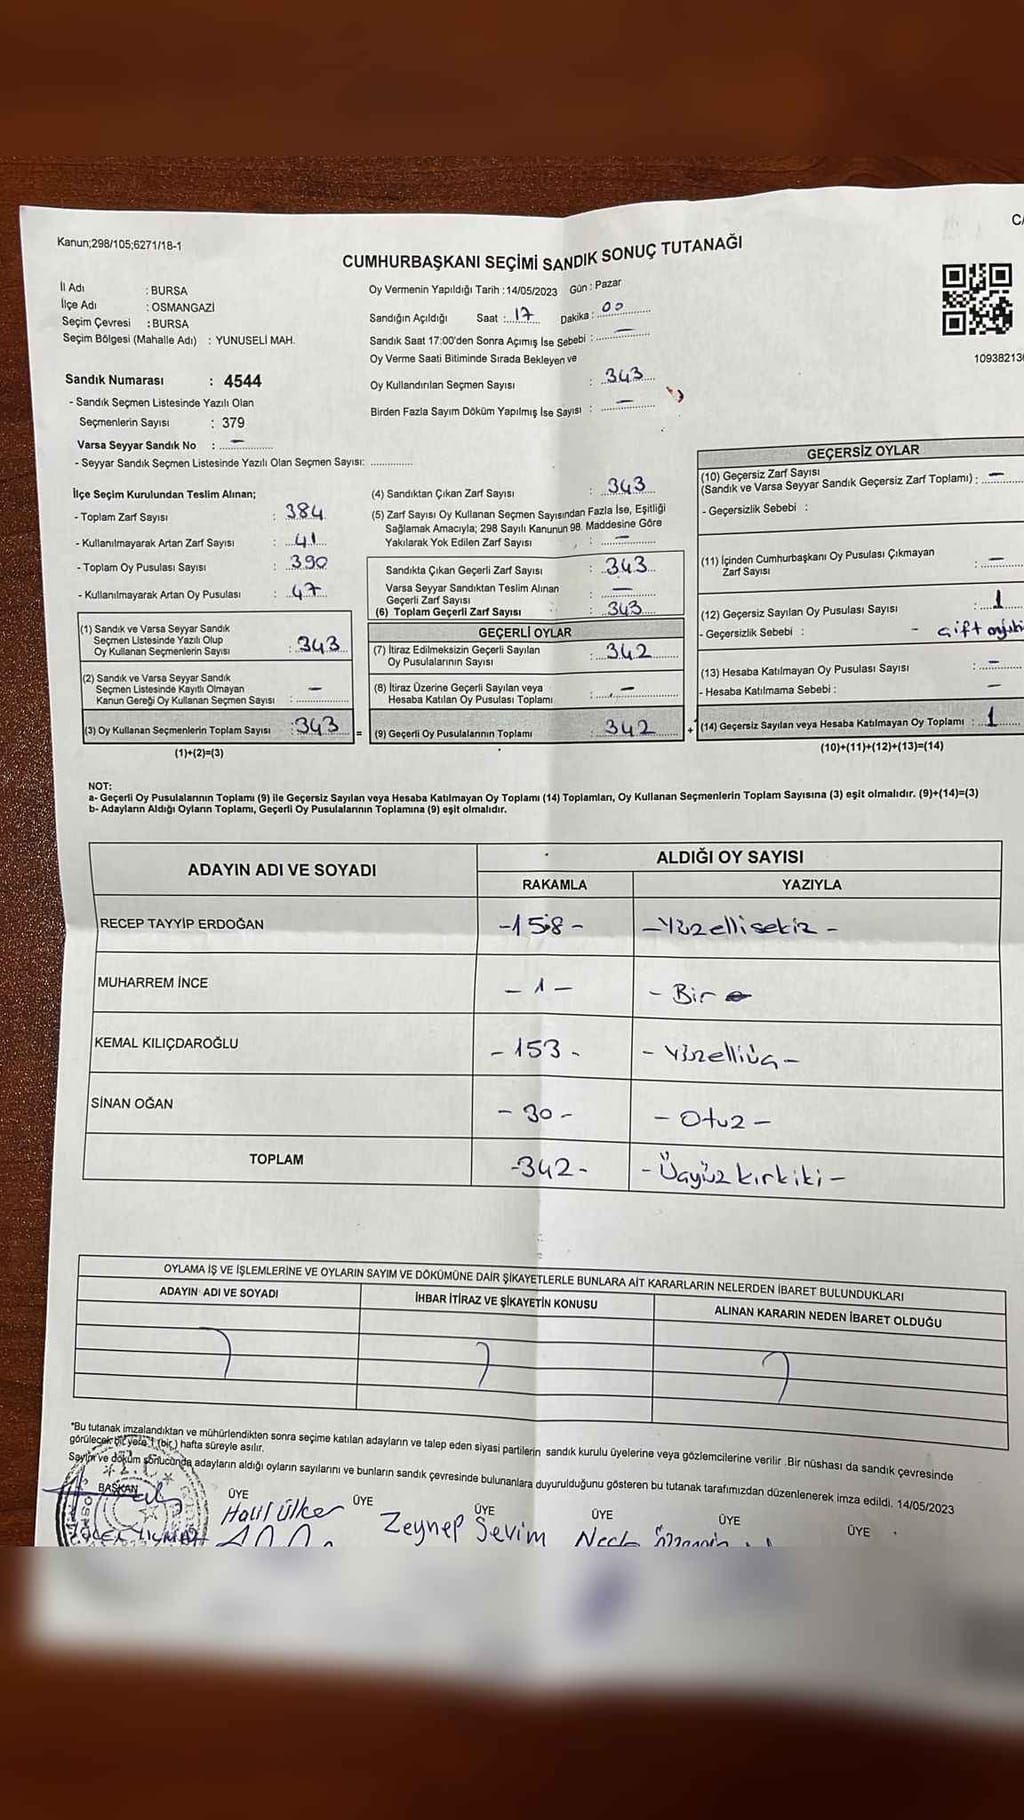 Kanun;298/105;6271/18-1
CUMHURBAŞKANI SEÇİMİ SANDIK SONUÇ TUTANAĞI
İl Adı : BURSA
İlçe Adı : OSMANGAZİ
Seçim Çevresi : BURSA
Seçim Bölgesi (Mahalle Adı) : YUNUSELİ MAH.
Oy Vermenin Yapıldığı Tarih : 14/05/2023 Gün : Pazar
Sandığın Açıldığı Saat : 17 Dakika : 00
Sandık Saat 17:00'den Sonra Açımış İse Sebebi : —
Oy Verme Saati Bitiminde Sırada Bekleyen ve
Oy Kullandırılan Seçmen Sayısı : 343
Birden Fazla Sayım Döküm Yapılmış İse Sayısı : —
10938213
Sandık Numarası : 4544
- Sandık Seçmen Listesinde Yazılı Olan
Seçmenlerin Sayısı : 379
Varsa Seyyar Sandık No : —
- Seyyar Sandık Seçmen Listesinde Yazılı Olan Seçmen Sayısı:
İlçe Seçim Kurulundan Teslim Alınan;
- Toplam Zarf Sayısı : 384
- Kullanılmayarak Artan Zarf Sayısı : 41
- Toplam Oy Pusulası Sayısı : 390
- Kullanılmayarak Artan Oy Pusulası : 47
(1) Sandık ve Varsa Seyyar Sandık
Seçmen Listesinde Yazılı Olup
Oy Kullanan Seçmenlerin Sayısı : 343
(2) Sandık ve Varsa Seyyar Sandık
Seçmen Listesinde Kayıtlı Olmayan
Kanun Gereği Oy Kullanan Seçmen Sayısı : —
(3) Oy Kullanan Seçmenlerin Toplam Sayısı : 343 =
(1)+(2)=(3)
(4) Sandıktan Çıkan Zarf Sayısı : 343
(5) Zarf Sayısı Oy Kullanan Seçmen Sayısından Fazla İse, Eşitliği
Sağlamak Amacıyla; 298 Sayılı Kanunun 98. Maddesine Göre
Yakılarak Yok Edilen Zarf Sayısı : —
Sandıkta Çıkan Geçerli Zarf Sayısı : 343
Varsa Seyyar Sandıktan Teslim Alınan
Geçerli Zarf Sayısı : —
(6) Toplam Geçerli Zarf Sayısı : 343
GEÇERLİ OYLAR
(7) İtiraz Edilmeksizin Geçerli Sayılan
Oy Pusulalarının Sayısı : 342
(8) İtiraz Üzerine Geçerli Sayılan veya
Hesaba Katılan Oy Pusulası Toplamı : —
(9) Geçerli Oy Pusulalarının Toplamı : 342 +
GEÇERSİZ OYLAR
(10) Geçersiz Zarf Sayısı
(Sandık ve Varsa Seyyar Sandık Geçersiz Zarf Toplamı) : —
- Geçersizlik Sebebi :
(11) İçinden Cumhurbaşkanı Oy Pusulası Çıkmayan
Zarf Sayısı : —
(12) Geçersiz Sayılan Oy Pusulası Sayısı : 1
- Geçersizlik Sebebi : - çift
(13) Hesaba Katılmayan Oy Pusulası Sayısı : —
- Hesaba Katılmama Sebebi : —
(14) Geçersiz Sayılan veya Hesaba Katılmayan Oy Toplamı : 1
(10)+(11)+(12)+(13)=(14)
NOT:
a- Geçerli Oy Pusulalarının Toplamı (9) ile Geçersiz Sayılan veya Hesaba Katılmayan Oy Toplamı (14) Toplamları, Oy Kullanan Seçmenlerin Toplam Sayısına (3) eşit olmalıdır. (9)+(14)=(3)
b- Adayların Aldığı Oyların Toplamı, Geçerli Oy Pusulalarının Toplamına (9) eşit olmalıdır.
ADAYIN ADI VE SOYADI ALDIĞI OY SAYISI
RAKAMLA YAZIYLA
RECEP TAYYİP ERDOĞAN -158- -Yüzellisekiz-
MUHARREM İNCE -1- -Bir-
KEMAL KILIÇDAROĞLU -153- -Yüzelliüç-
SİNAN OĞAN -30- -Otuz-
TOPLAM -342- -Üçyüzkırkiki-
OYLAMA İŞ VE İŞLEMLERİNE VE OYLARIN SAYIM VE DÖKÜMÜNE DAİR ŞİKAYETLERLE BUNLARA AİT KARARLARIN NELERDEN İBARET BULUNDUKLARI
ADAYIN ADI VE SOYADI İHBAR İTİRAZ VE ŞİKAYETİN KONUSU ALINAN KARARIN NEDEN İBARET OLDUĞU
*Bu tutanak imzalandıktan ve mühürlendikten sonra seçime katılan adayların ve talep eden siyasi partilerin sandık kurulu üyelerine veya gözlemcilerine verilir .Bir nüshası da sandık çevresinde
görülecek bir yere 1 (bir) hafta süreyle asılır.
Sayım ve döküm sonucunda adayların aldığı oyların sayılarını ve bunların sandık çevresinde bulunanlara duyurulduğunu gösteren bu tutanak tarafımızdan düzenlenerek imza edildi. 14/05/2023
BAŞKAN ÜYE ÜYE ÜYE ÜYE ÜYE ÜYE
Halil Ülker Zeynep Sevim